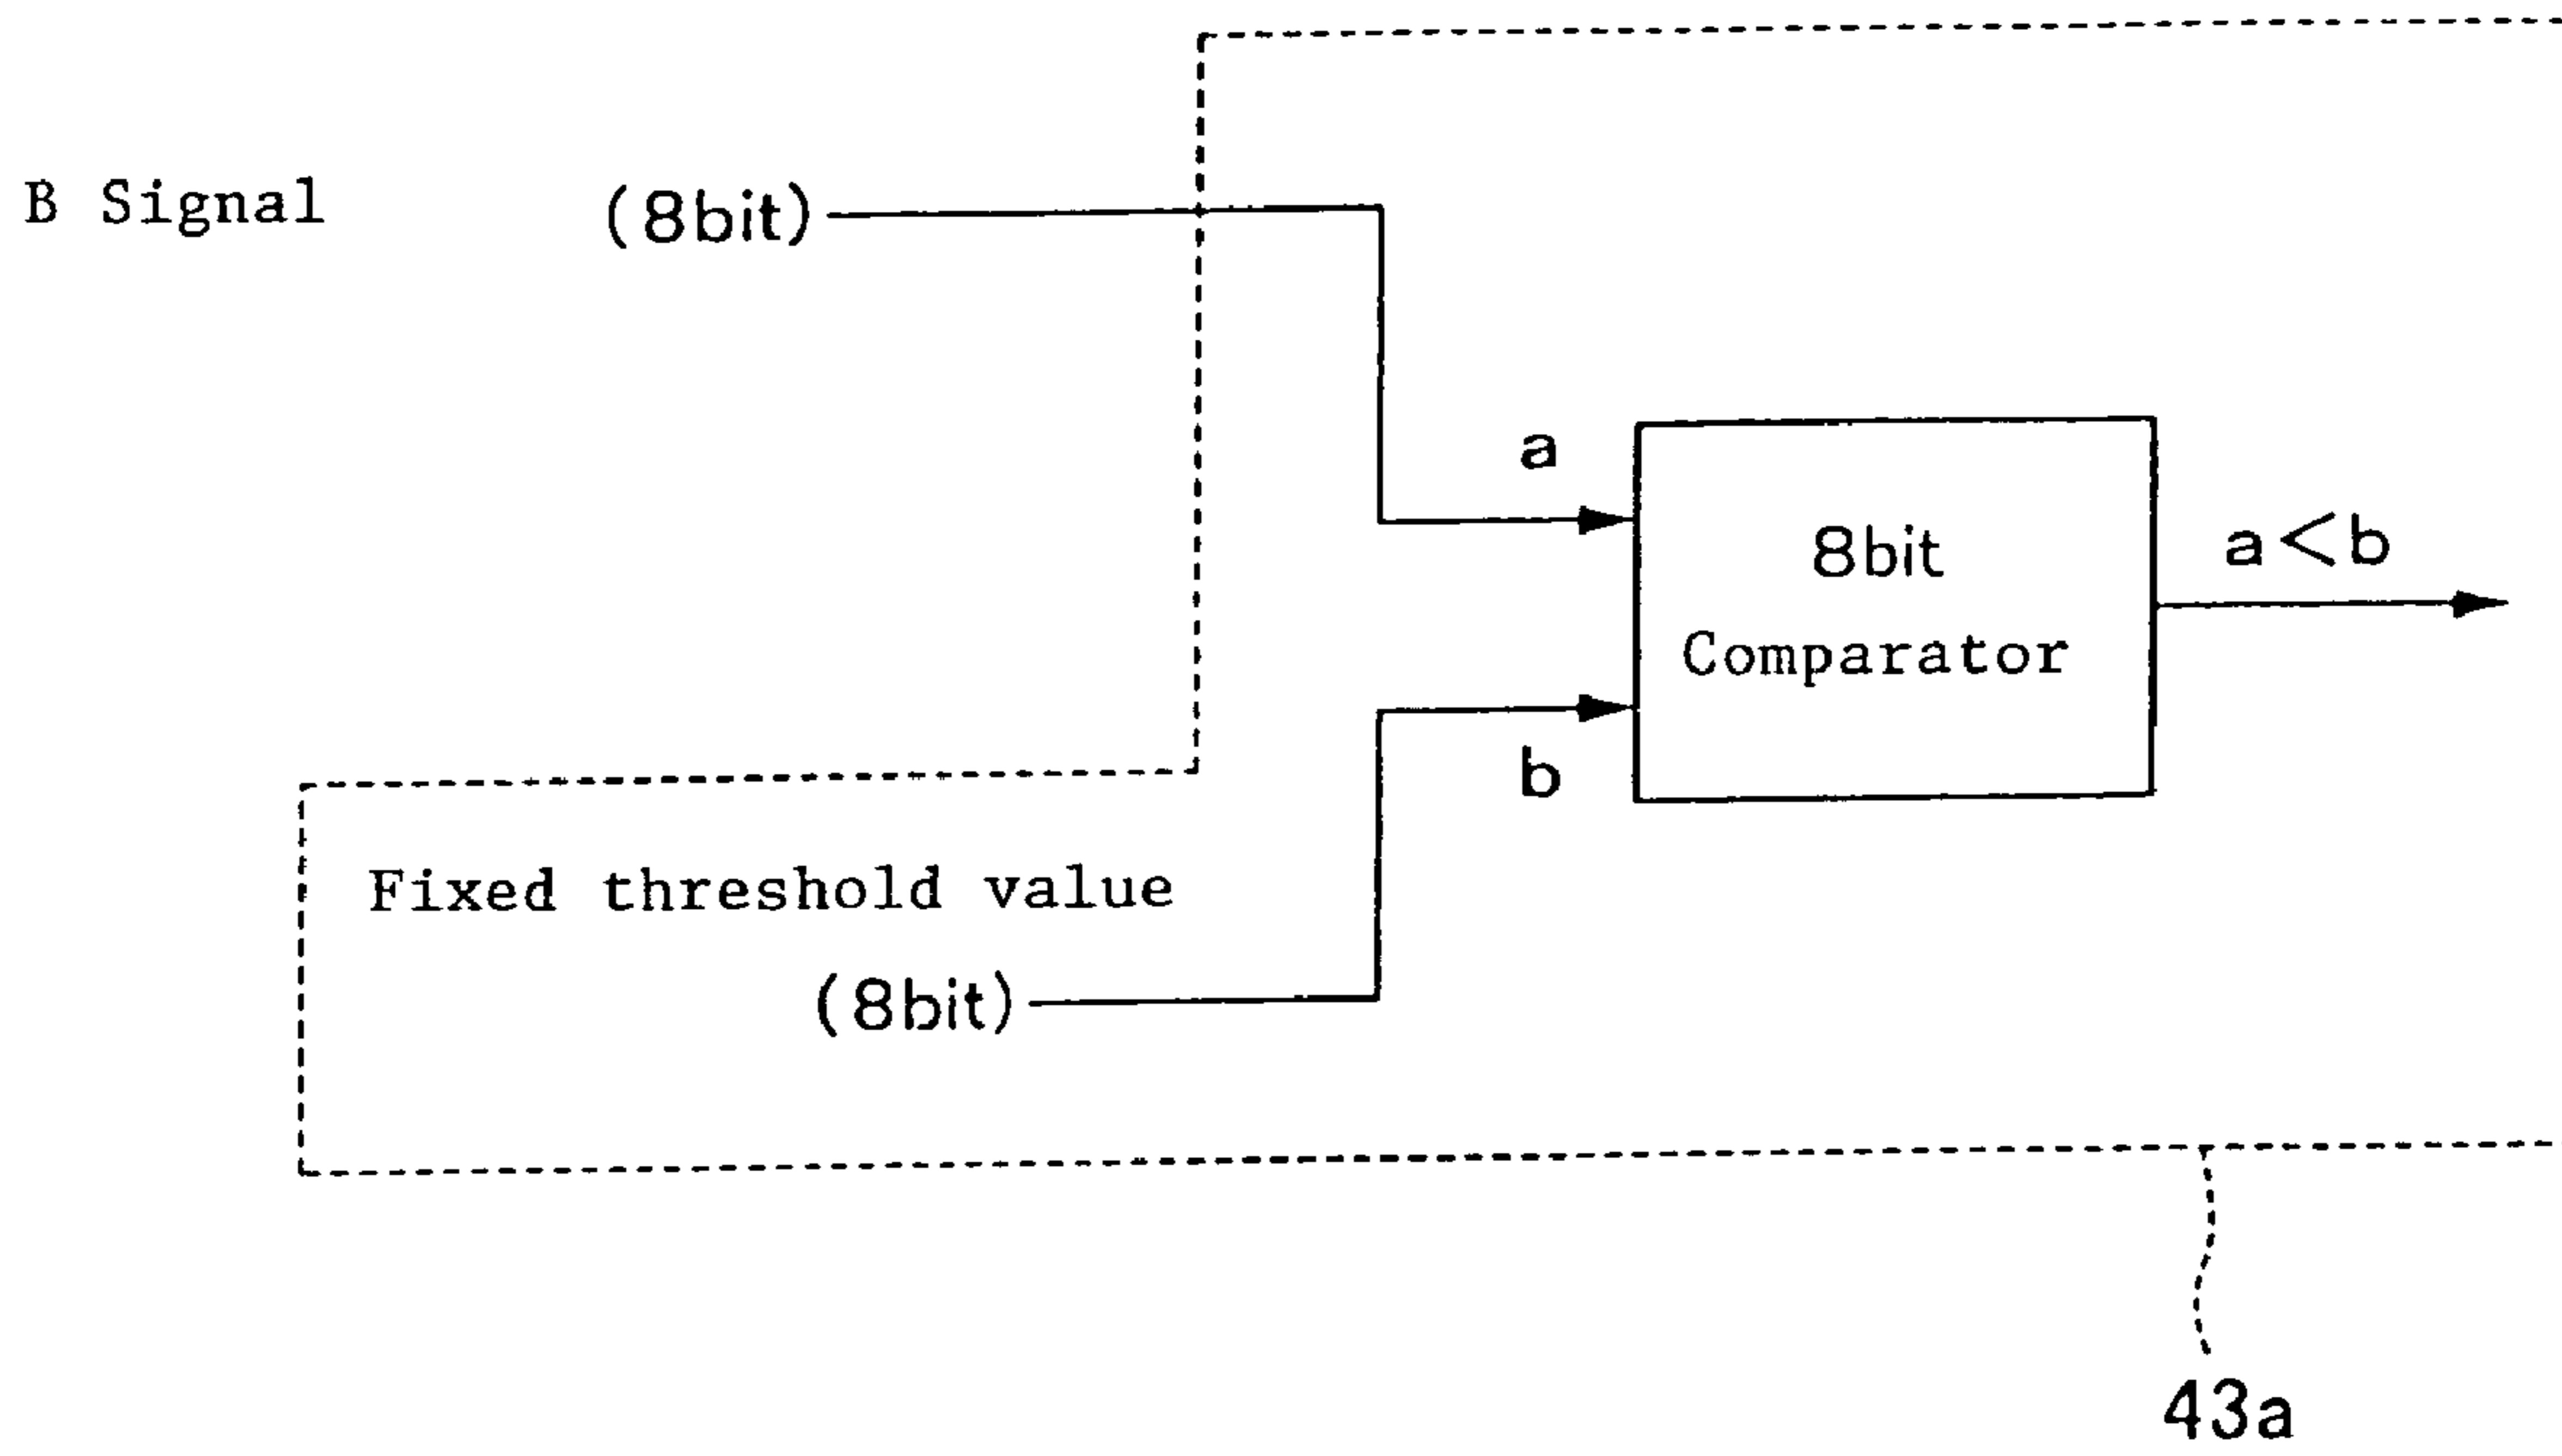 B Signal
(8bit)
a
8bit
Comparator
a<b
b
Fixed threshold value
(8bit)
43a